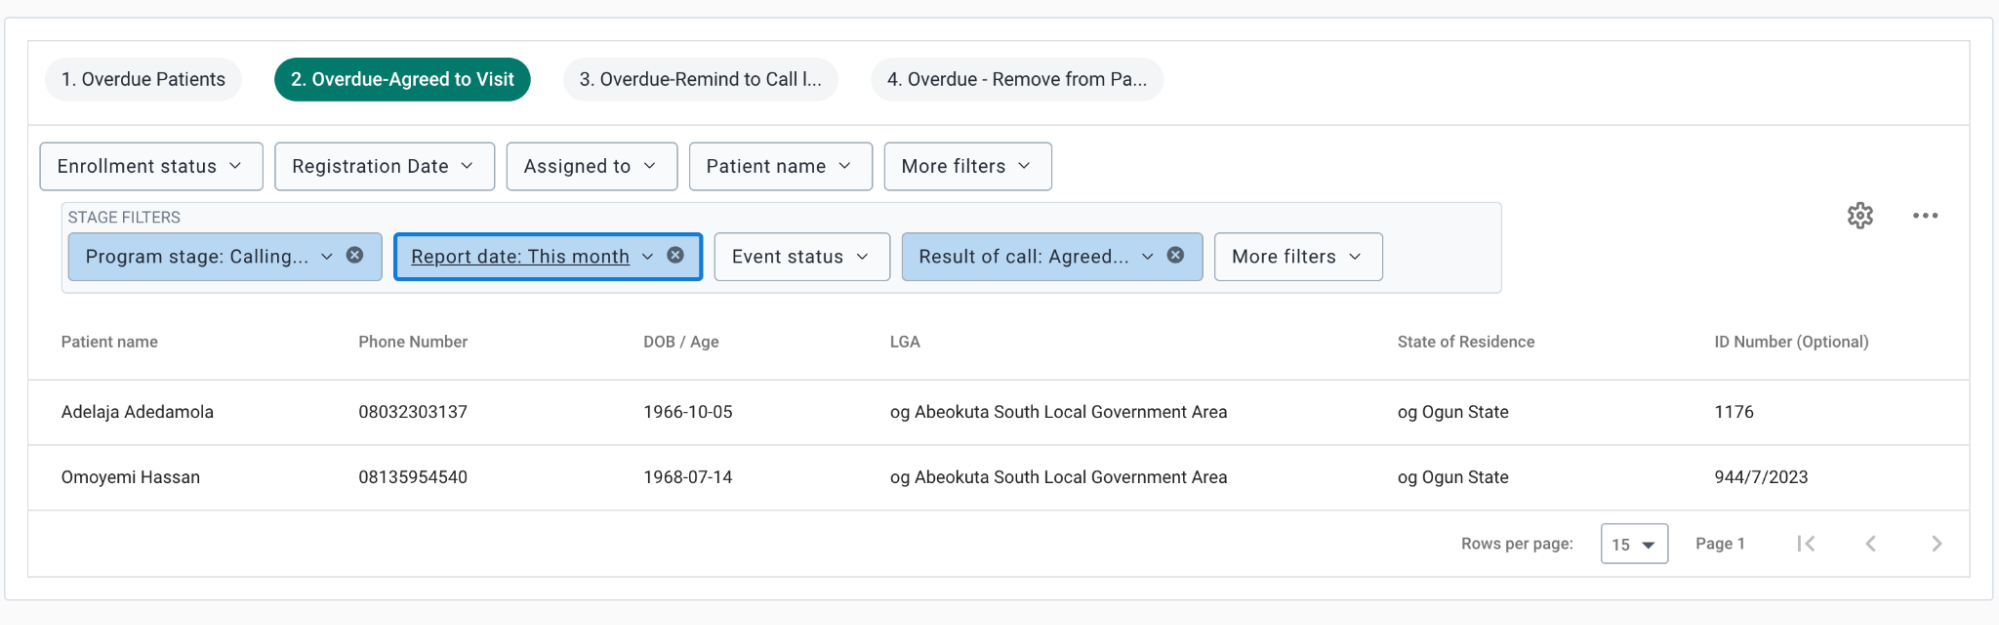 1. Overdue Patients 2. Overdue-Agreed to Visit 3. Overdue-Remind to Call l... 4. Overdue - Remove from Pa...
Enrollment status Registration Date Assigned to Patient name More filters
STAGE FILTERS
Program stage: Calling... Report date: This month Event status Result of call: Agreed... More filters
Patient name Phone Number DOB / Age LGA State of Residence ID Number (Optional)
Adelaja Adedamola 08032303137 1966-10-05 og Abeokuta South Local Government Area og Ogun State 1176
Omoyemi Hassan 08135954540 1968-07-14 og Abeokuta South Local Government Area og Ogun State 944/7/2023
Rows per page: 15 Page 1